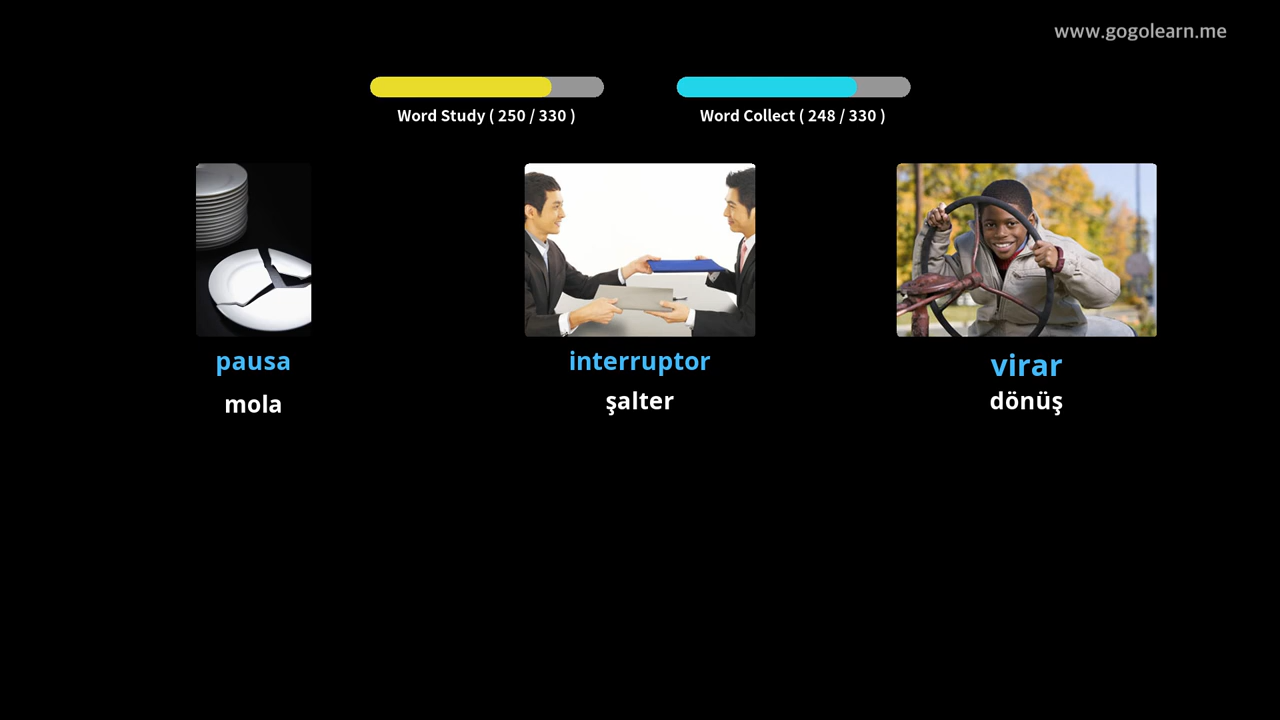 www.gogolearn.me
Word Study ( 250 / 330 )
Word Collect ( 248 / 330 )
pausa
mola
interruptor
şalter
virar
dönüş